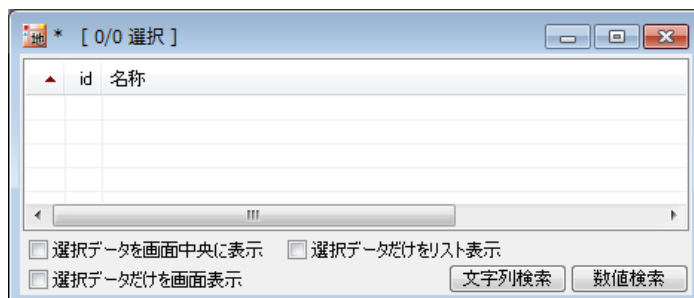 地 * [ 0/0 選択 ]
id 名称
選択データを画面中央に表示 選択データだけをリスト表示
選択データだけを画面表示 文字列検索 数値検索